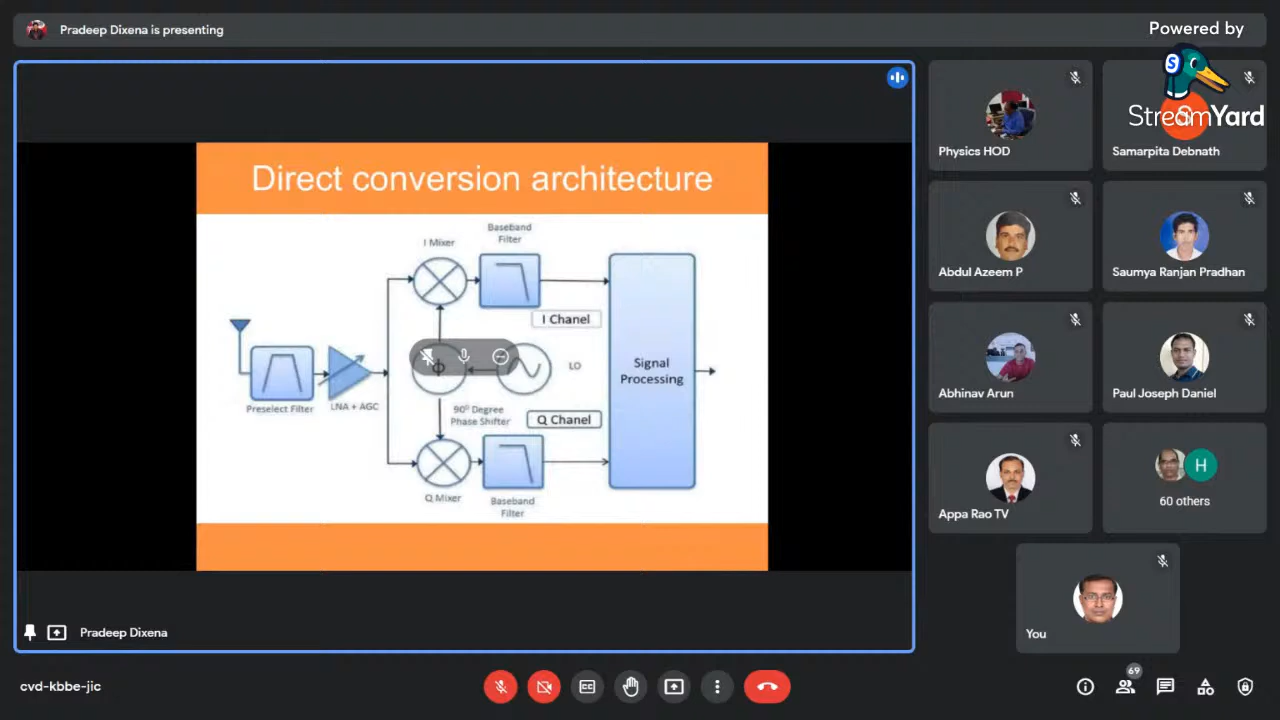 Pradeep Dixena is presenting
Powered by
StreamYard
S
Direct conversion architecture
I Mixer
Baseband
Filter
I Chanel
Preselect Filter
LNA + AGC
ϕ
LO
90⁰ Degree
Phase Shifter
Q Chanel
Q Mixer
Baseband
Filter
Signal
Processing
Pradeep Dixena
Physics HOD
Samarpita Debnath
Abdul Azeem P
Saumya Ranjan Pradhan
Abhinav Arun
Paul Joseph Daniel
Appa Rao TV
H
60 others
You
cvd-kbbe-jic
69